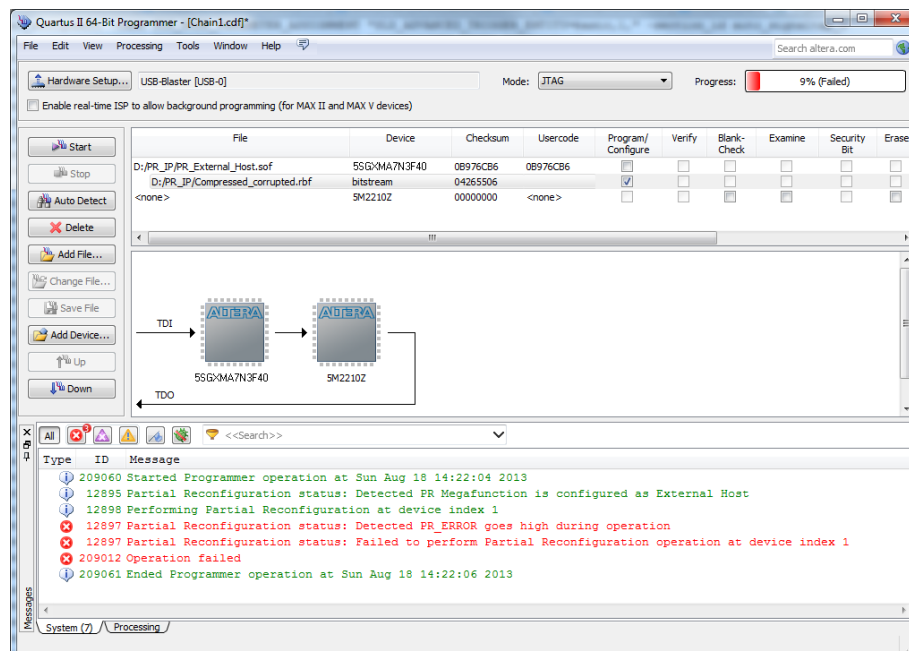 Quartus II 64-Bit Programmer - [Chain1.cdf]*
File Edit View Processing Tools Window Help
Search altera.com
Hardware Setup... USB-Blaster [USB-0] Mode: JTAG Progress: 9% (Failed)
Enable real-time ISP to allow background programming (for MAX II and MAX V devices)
Start
Stop
Auto Detect
Delete
Add File...
Change File...
Save File
Add Device...
Up
Down
File Device Checksum Usercode Program/ Configure Verify Blank- Check Examine Security Bit Erase
D:/PR_IP/PR_External_Host.sof 5SGXMA7N3F40 0B976CB6 0B976CB6
D:/PR_IP/Compressed_corrupted.rbf bitstream 04265506
<none> 5M2210Z 00000000 <none>
TDI
ALTERA ALTERA
5SGXMA7N3F40 5M2210Z
TDO
All 3 <<Search>>
Type ID Message
209060 Started Programmer operation at Sun Aug 18 14:22:04 2013
12895 Partial Reconfiguration status: Detected PR Megafunction is configured as External Host
12898 Performing Partial Reconfiguration at device index 1
12897 Partial Reconfiguration status: Detected PR_ERROR goes high during operation
12897 Partial Reconfiguration status: Failed to perform Partial Reconfiguration operation at device index 1
209012 Operation failed
209061 Ended Programmer operation at Sun Aug 18 14:22:06 2013
Messages
System (7) Processing